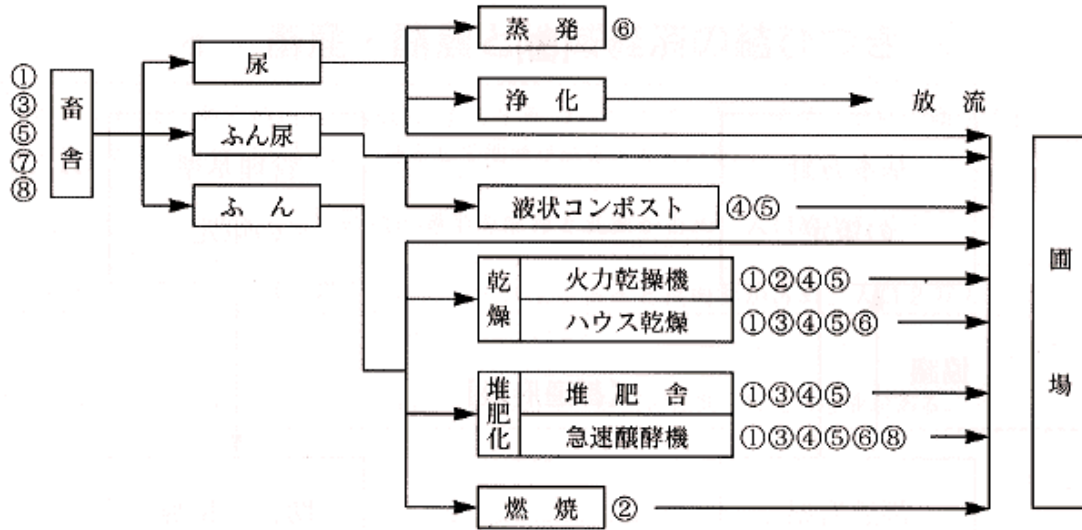 蒸発 ⑥
尿
①
③
⑤
⑦
⑧
畜舎
浄化
放流
ふん尿
ふん
液状コンポスト ④⑤
乾燥
火力乾操機 ①②④⑤
ハウス乾燥 ①③④⑤⑥
堆肥化
堆肥舎 ①③④⑤
急速醸酵機 ①③④⑤⑥⑧
燃焼 ②
圃場